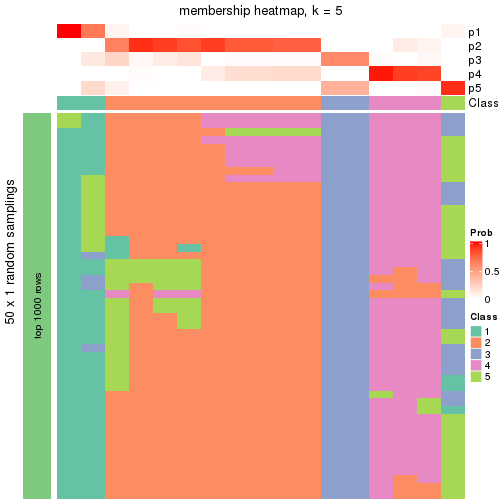 membership heatmap, k = 5
p1
p2
p3
p4
p5
Class
50 x 1 random samplings
top 1000 rows
Prob
1
0.5
0
Class
1
2
3
4
5